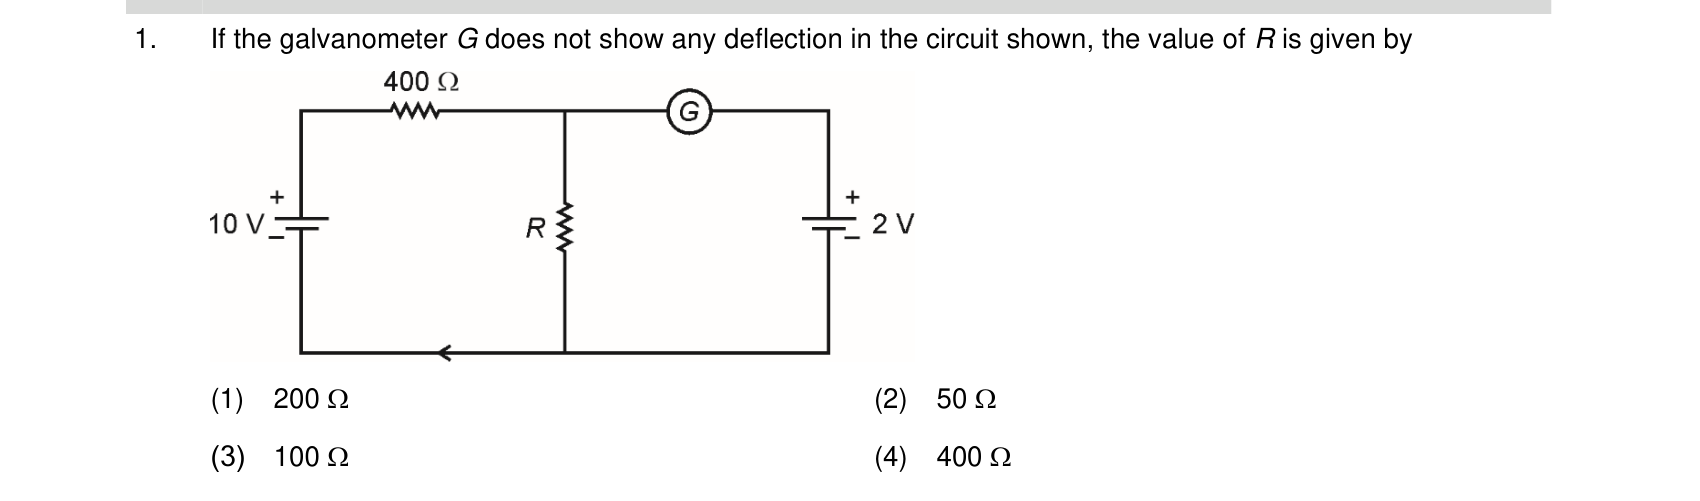 1. If the galvanometer G does not show any deflection in the circuit shown, the value of R is given by
400 Ω
G
+ +
10 V R 2 V
– –
(1) 200 Ω (2) 50 Ω
(3) 100 Ω (4) 400 Ω